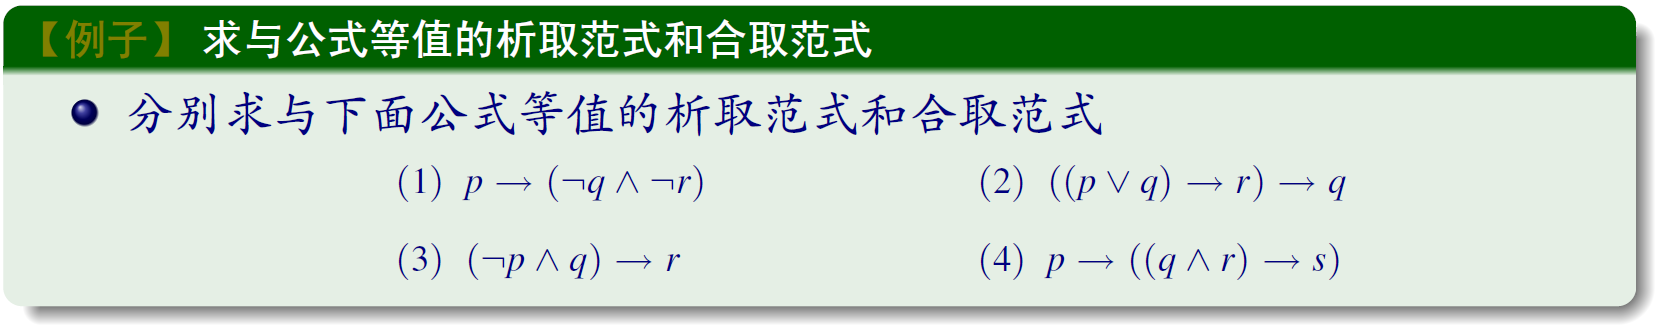 【例子】求与公式等值的析取范式和合取范式
分别求与下面公式等值的析取范式和合取范式
(1) p → (¬q ∧ ¬r) (2) ((p ∨ q) → r) → q
(3) (¬p ∧ q) → r (4) p → ((q ∧ r) → s)